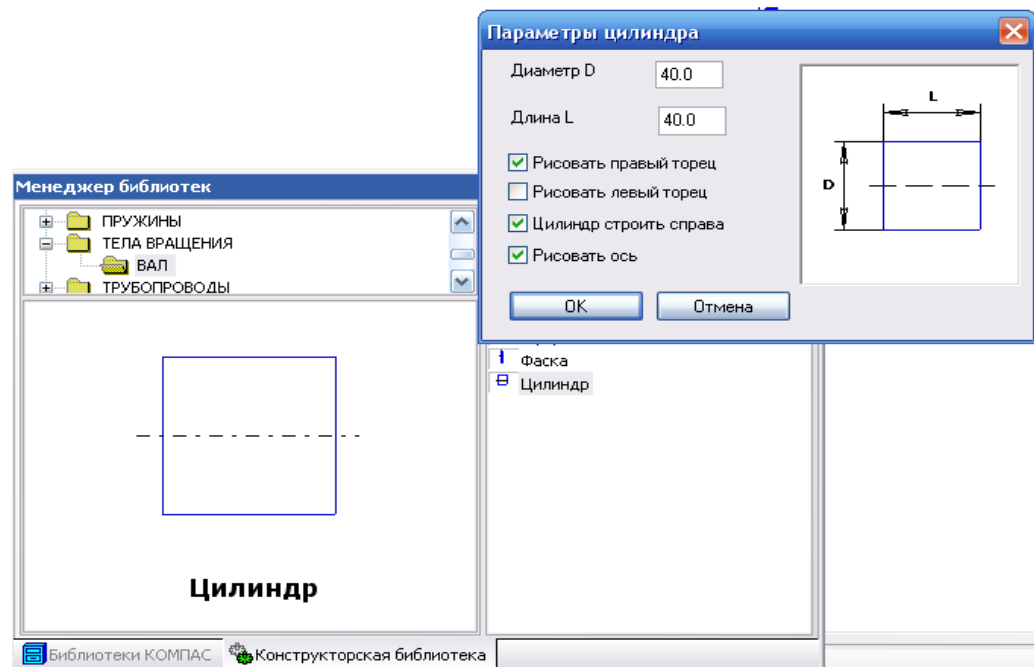 Параметры цилиндра
Диаметр D 40.0
Длина L 40.0
Рисовать правый торец
Рисовать левый торец
Цилиндр строить справа
Рисовать ось
OK Отмена
L
D
Менеджер библиотек
ПРУЖИНЫ
ТЕЛА ВРАЩЕНИЯ
ВАЛ
ТРУБОПРОВОДЫ
Фаска
Цилиндр
Цилиндр
Библиотеки КОМПАС Конструкторская библиотека